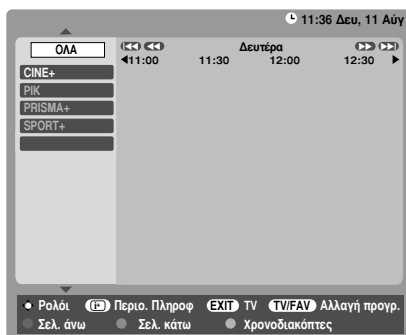 11:36 Δευ, 11 Αύγ
ΟΛΑ
Δευτέρα
11:00 11:30 12:00 12:30
CINE+
PIK
PRISMA+
SPORT+
Ρολόι i+ Περιο. Πληροφ EXIT TV TV/FAV Αλλαγή προγρ.
Σελ. άνω Σελ. κάτω Χρονοδιακόπτες